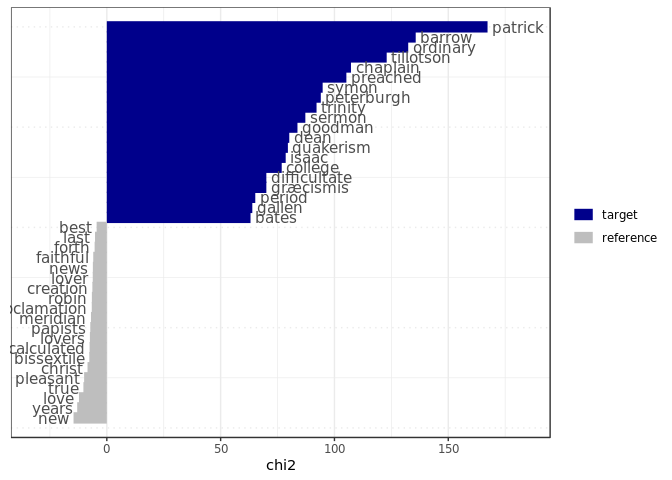 patrick
barrow
ordinary
tillotson
chaplain
preached
symon
peterburgh
trinity
sermon
goodman
dean
quakerism
isaac
college
difficultate
græcismis
period
gallen
bates
best
last
forth
faithful
news
lover
creation
robin
oclamation
meridian
papists
lovers
calculated
bissextile
christ
pleasant
true
love
years
new
0 50 100 150
chi2
target
reference